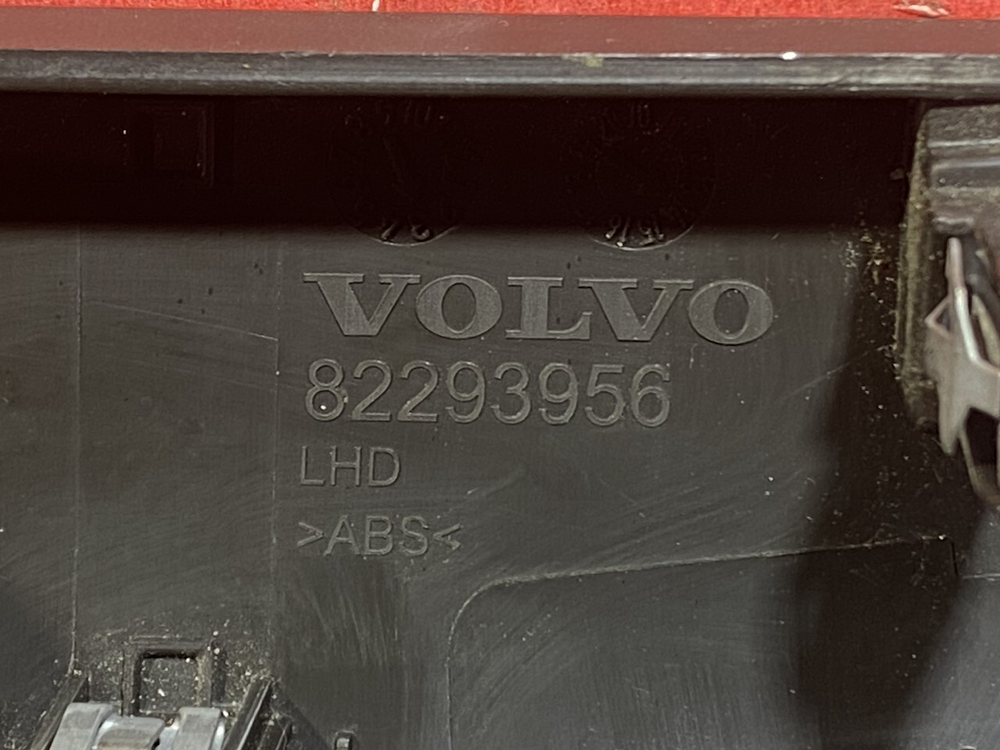 VOLVO
82293956
LHD
>ABS<